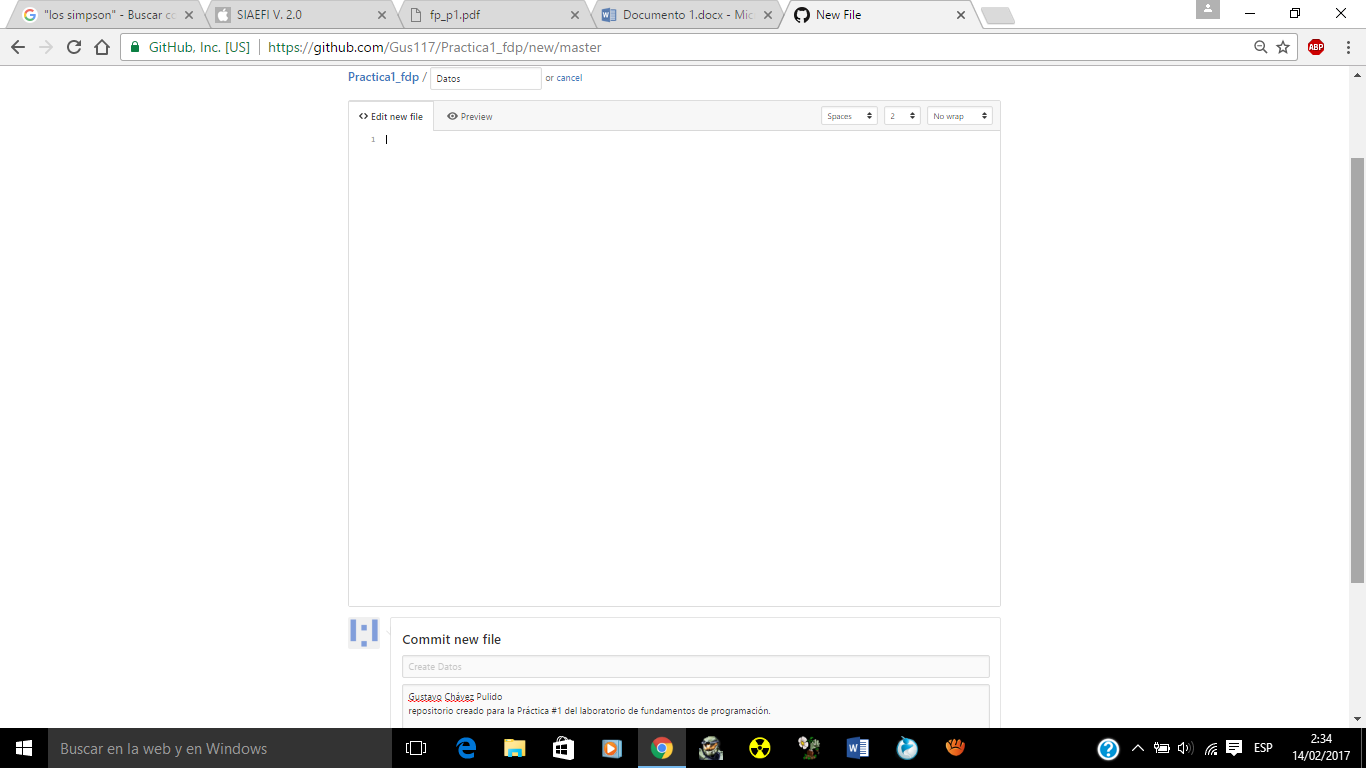 "los simpson" - Buscar co
SIAEFI V. 2.0
fp_p1.pdf
Documento 1.docx - Mic
New File
GitHub, Inc. [US]
https://github.com/Gus117/Practica1_fdp/new/master
ABP
Practica1_fdp / Datos or cancel
Edit new file
Preview
Spaces
2
No wrap
1
Commit new file
Create Datos
Gustavo Chávez Pulido
repositorio creado para la Práctica #1 del laboratorio de fundamentos de programación.
Buscar en la web y en Windows
ESP
2:34
14/02/2017